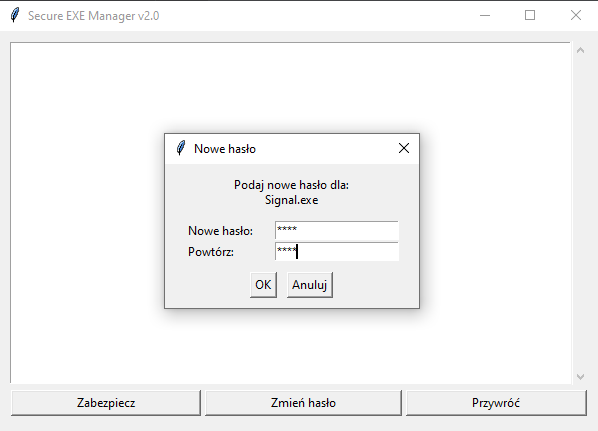 Secure EXE Manager v2.0
Nowe hasło
Podaj nowe hasło dla:
Signal.exe
Nowe hasło: ****
Powtórz: ****
OK Anuluj
Zabezpiecz Zmień hasło Przywróć